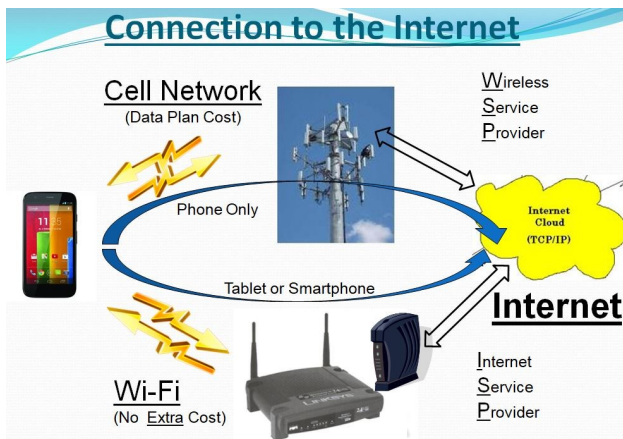 Connection to the Internet
Cell Network
(Data Plan Cost)
Wireless
Service
Provider
Phone Only
Internet
Cloud
(TCP/IP)
Tablet or Smartphone
Internet
Wi-Fi
(No Extra Cost)
LINKSYS
Internet
Service
Provider